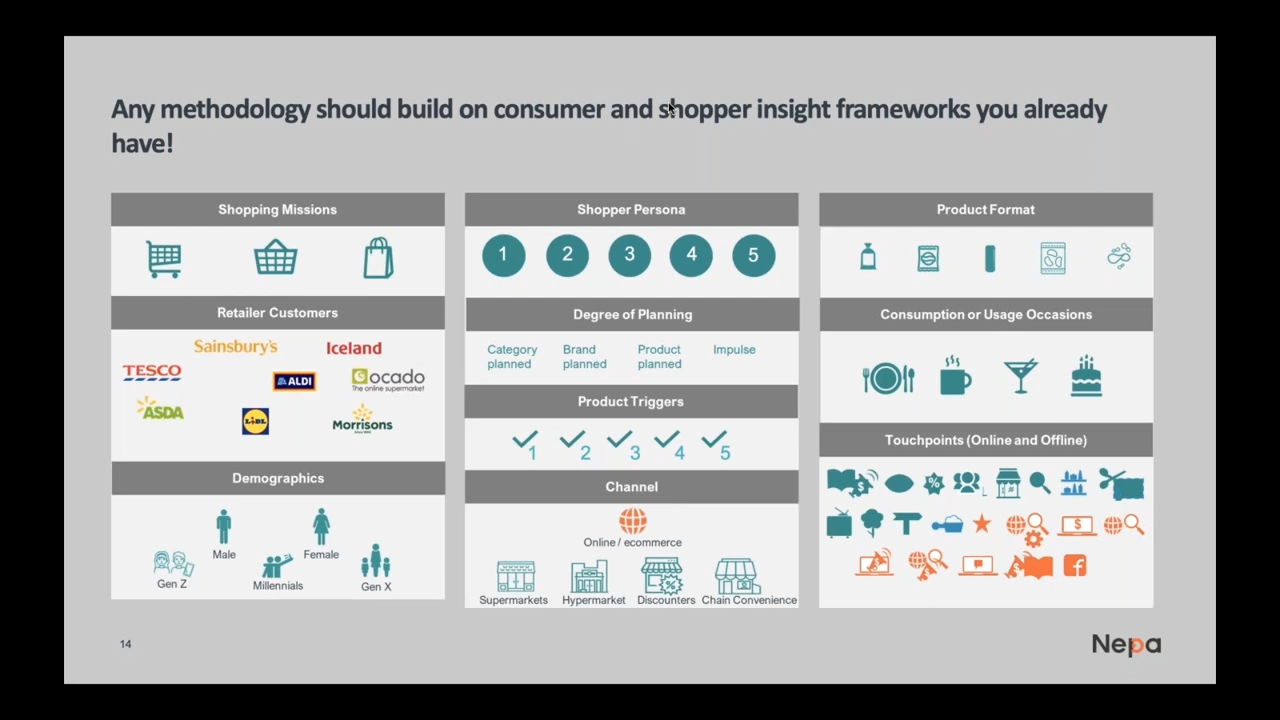 Any methodology should build on consumer and shopper insight frameworks you already
have!
Shopping Missions
Retailer Customers
Sainsbury's
Iceland
TESCO
ALDI
ocado
The online supermarket
ASDA
LiDL
Morrisons
Since 1899
Demographics
Male
Female
Gen Z
Millennials
Gen X
Shopper Persona
1 2 3 4 5
Degree of Planning
Category
planned
Brand
planned
Product
planned
Impulse
Product Triggers
1 2 3 4 5
Channel
Online / ecommerce
Supermarkets
Hypermarket
Discounters
Chain Convenience
Product Format
Consumption or Usage Occasions
Touchpoints (Online and Offline)
14
Nepa